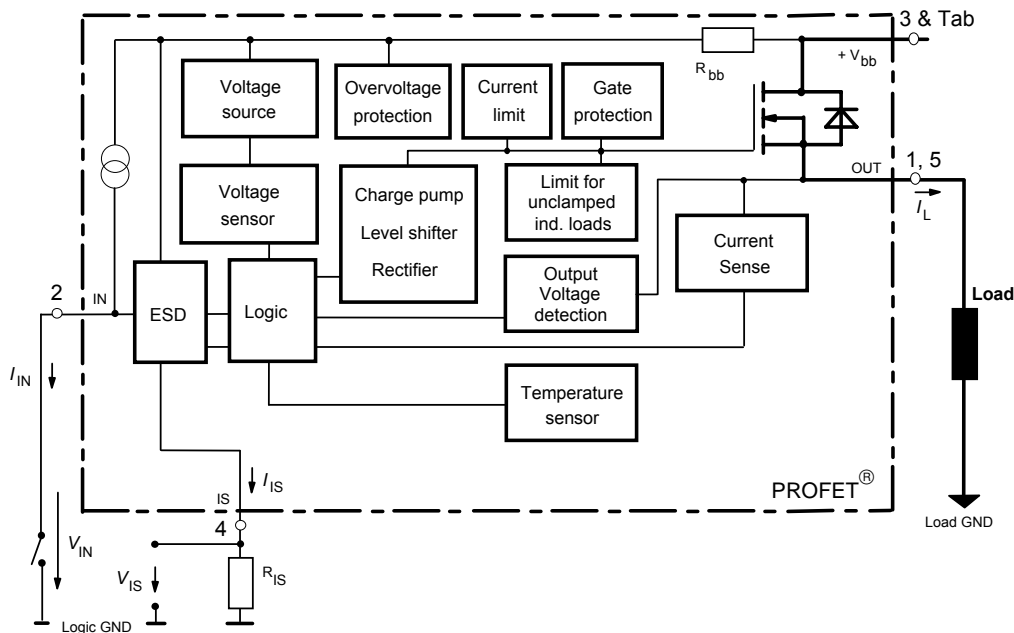 3 & Tab
R bb
+ V bb
Voltage
source
Overvoltage
protection
Current
limit
Gate
protection
OUT
1, 5
I L
Voltage
sensor
Charge pump
Level shifter
Rectifier
Limit for
unclamped
ind. loads
Current
Sense
2
IN
ESD
Logic
Output
Voltage
detection
Load
I IN
Temperature
sensor
I IS
IS
PROFET®
4
Load GND
V IN
V IS
R IS
Logic GND